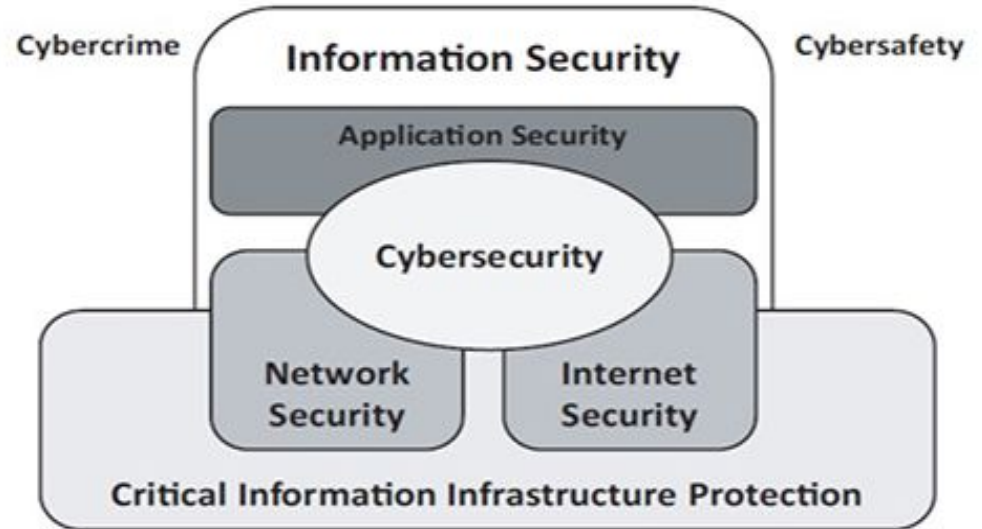 Cybercrime
Information Security
Cybersafety
Application Security
Cybersecurity
Network
Security
Internet
Security
Critical Information Infrastructure Protection